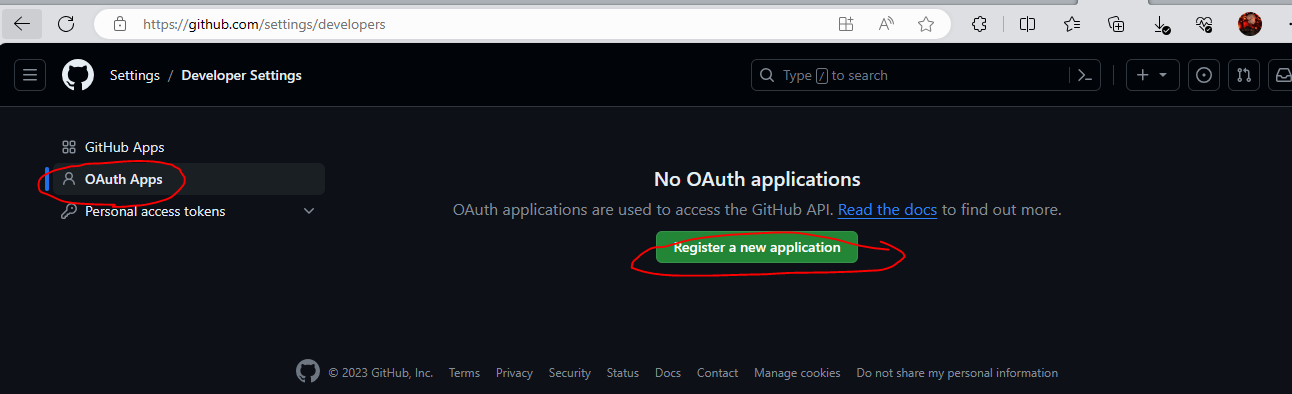 https://github.com/settings/developers
Settings / Developer Settings
Type / to search
GitHub Apps
OAuth Apps
Personal access tokens
No OAuth applications
OAuth applications are used to access the GitHub API. Read the docs to find out more.
Register a new application
© 2023 GitHub, Inc. Terms Privacy Security Status Docs Contact Manage cookies Do not share my personal information